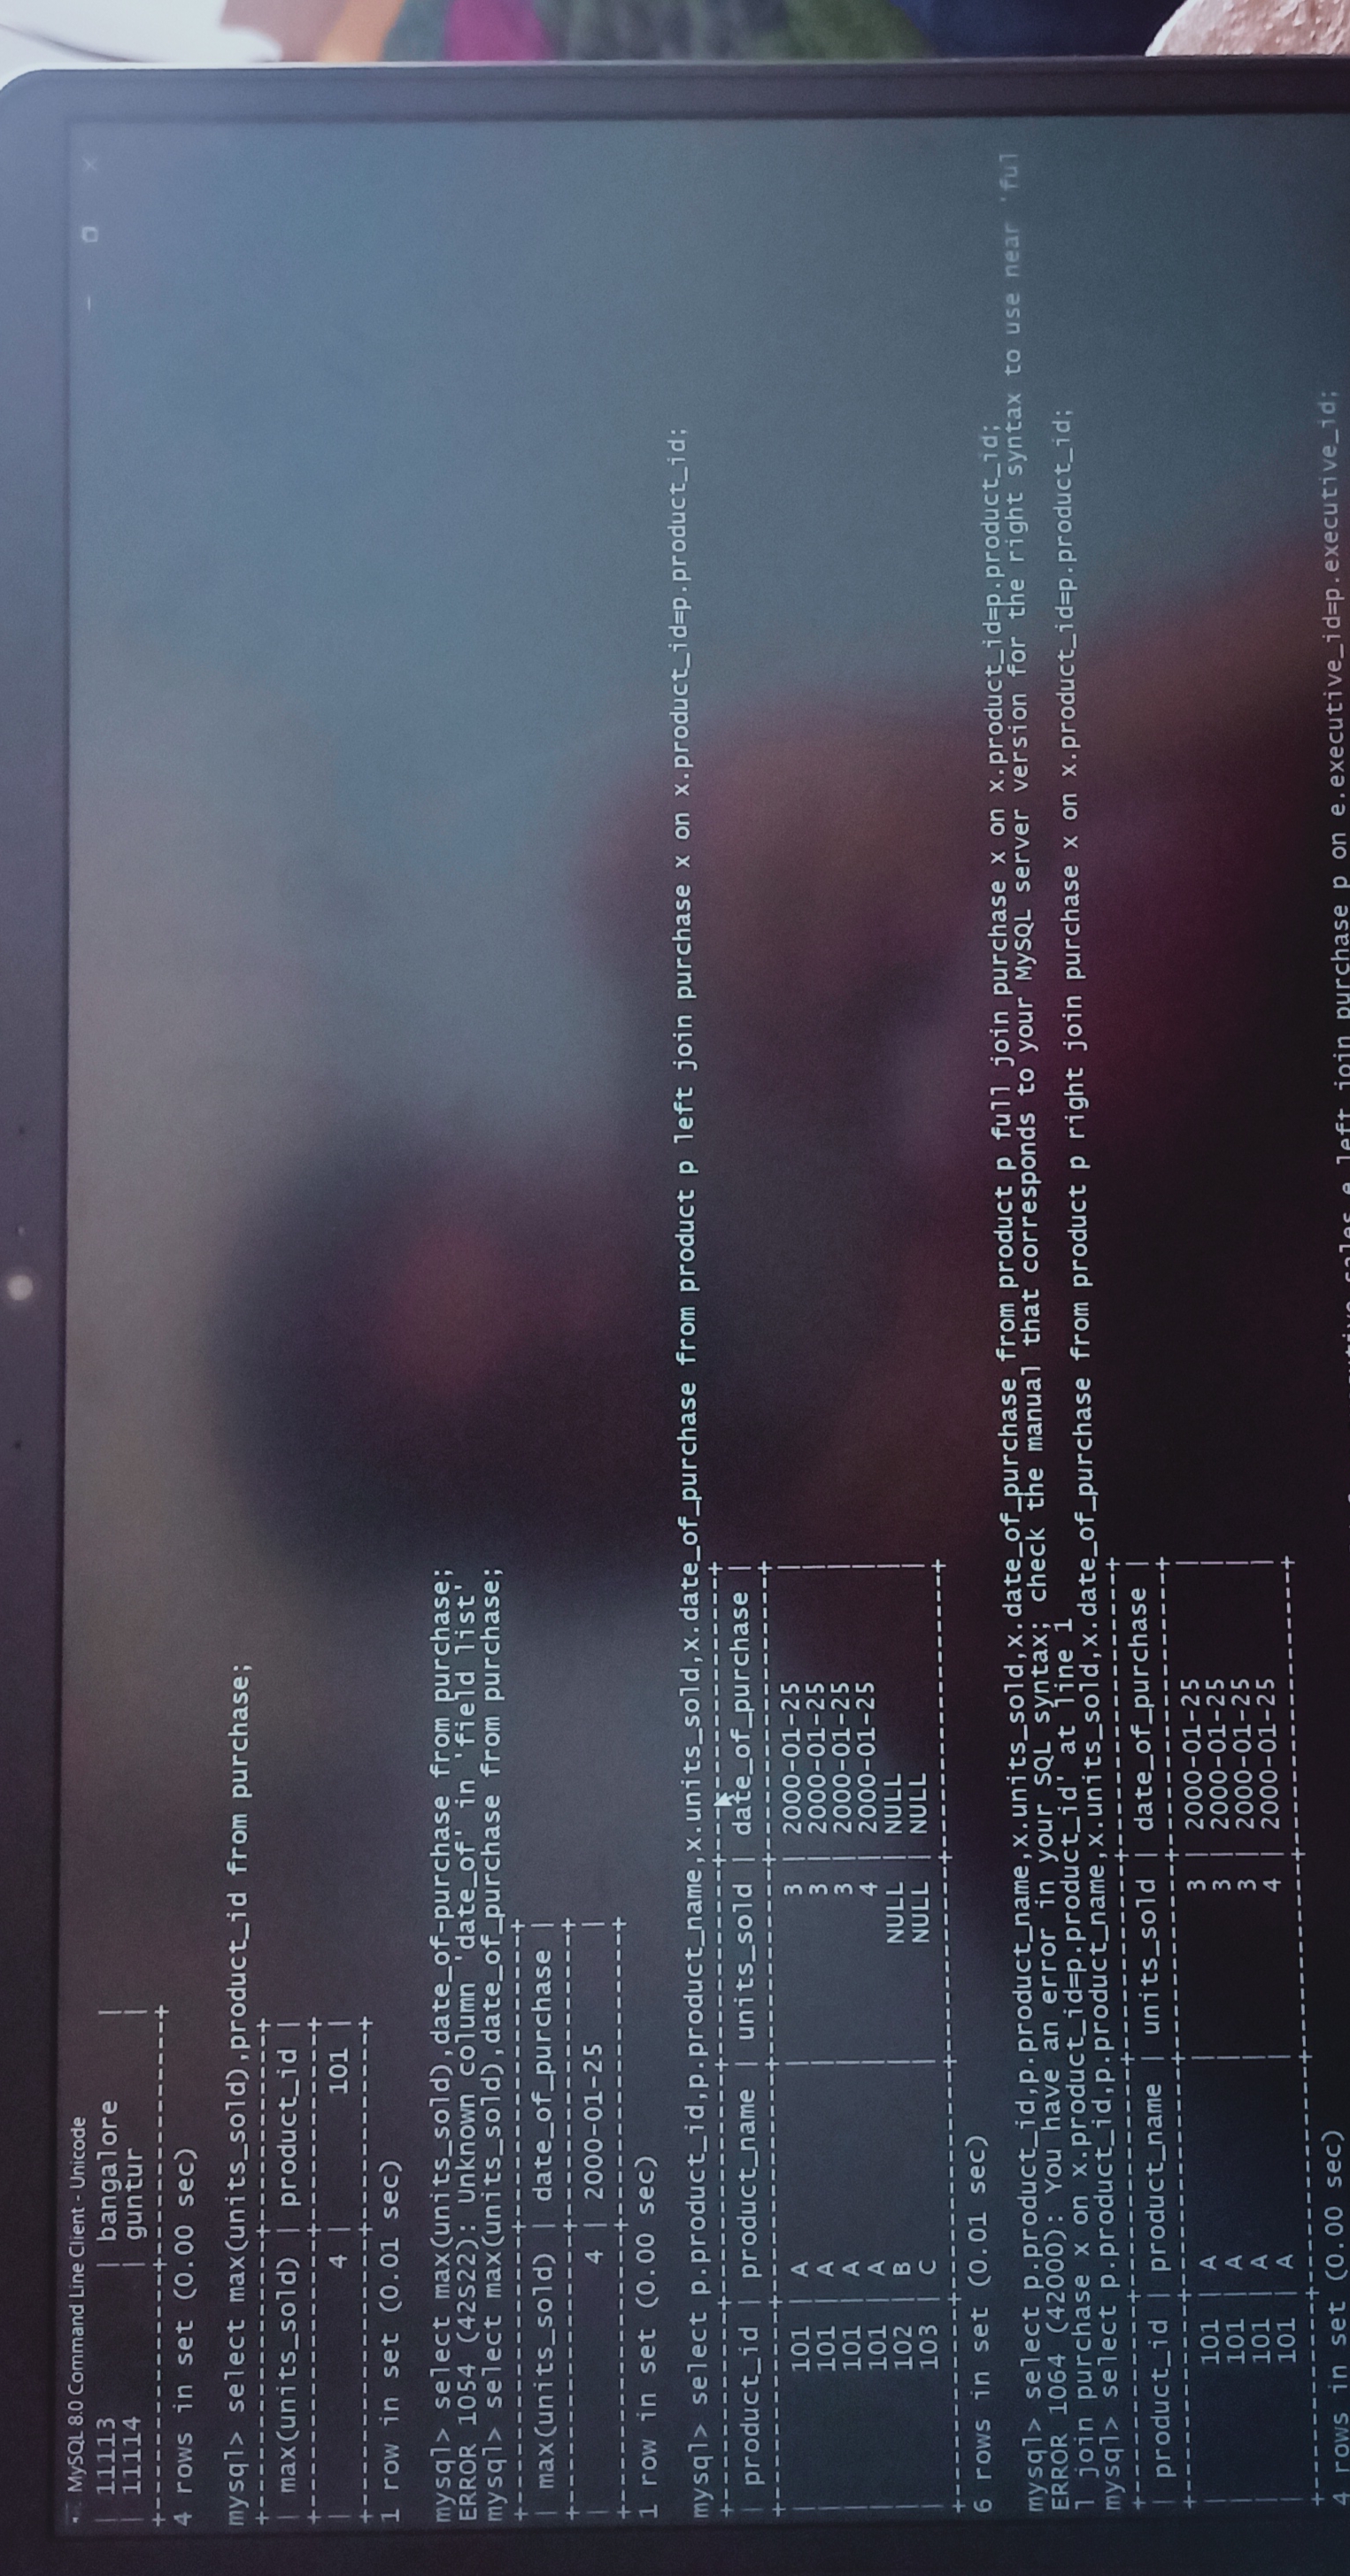 MySQL 8.0 Command Line Client - Unicode
| 11113 | bangalore |
| 11114 | guntur |
4 rows in set (0.00 sec)
mysql> select max(units_sold),product_id from purchase;
| max(units_sold) | product_id |
| 4 | 101 |
1 row in set (0.01 sec)
mysql> select max(units_sold),date_of-purchase from purchase;
ERROR 1054 (42S22): Unknown column 'date_of' in 'field list'
mysql> select max(units_sold),date_of_purchase from purchase;
| max(units_sold) | date_of_purchase |
| 4 | 2000-01-25 |
1 row in set (0.00 sec)
mysql> select p.product_id,p.product_name,x.units_sold,x.date_of_purchase from product p left join purchase x on x.product_id=p.product_id;
| product_id | product_name | units_sold | date_of_purchase |
| 101 | A | 3 | 2000-01-25 |
| 101 | A | 3 | 2000-01-25 |
| 101 | A | 3 | 2000-01-25 |
| 101 | A | 4 | 2000-01-25 |
| 102 | B | NULL | NULL |
| 103 | C | NULL | NULL |
6 rows in set (0.01 sec)
mysql> select p.product_id,p.product_name,x.units_sold,x.date_of_purchase from product p full join purchase x on x.product_id=p.product_id;
ERROR 1064 (42000): You have an error in your SQL syntax; check the manual that corresponds to your MySQL server version for the right syntax to use near 'ful
l join purchase x on x.product_id=p.product_id' at line 1
mysql> select p.product_id,p.product_name,x.units_sold,x.date_of_purchase from product p right join purchase x on x.product_id=p.product_id;
| product_id | product_name | units_sold | date_of_purchase |
| 101 | A | 3 | 2000-01-25 |
| 101 | A | 3 | 2000-01-25 |
| 101 | A | 3 | 2000-01-25 |
| 101 | A | 4 | 2000-01-25 |
4 rows in set (0.00 sec)
sales e left join purchase p on e.executive_id=p.executive_id;